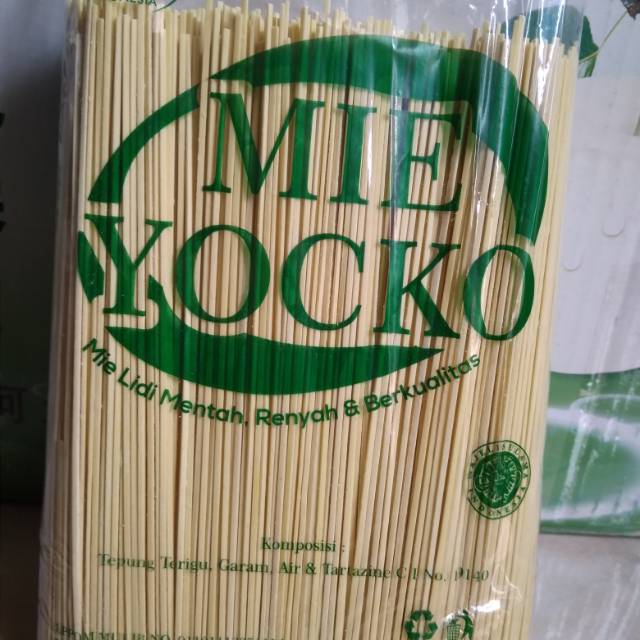 MIE
YOCKO
Mie Lidi Mentah, Renyah & Berkualitas
Komposisi :
Tepung Terigu, Garam, Air & Tartazine C I No. 19140